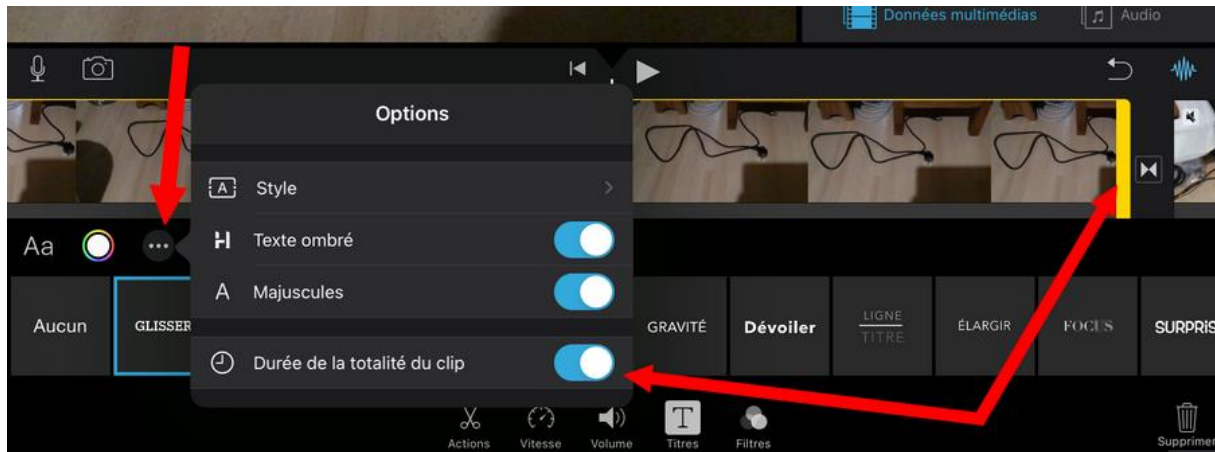 Données multimédias
Audio
Options
Style
Texte ombré
Majuscules
Durée de la totalité du clip
Aa
Aucun
GLISSER
GRAVITÉ
Dévoiler
LIGNE
TITRE
ÉLARGIR
FOCUS
SURPRIS
Actions
Vitesse
Volume
Titres
Filtres
Supprimer